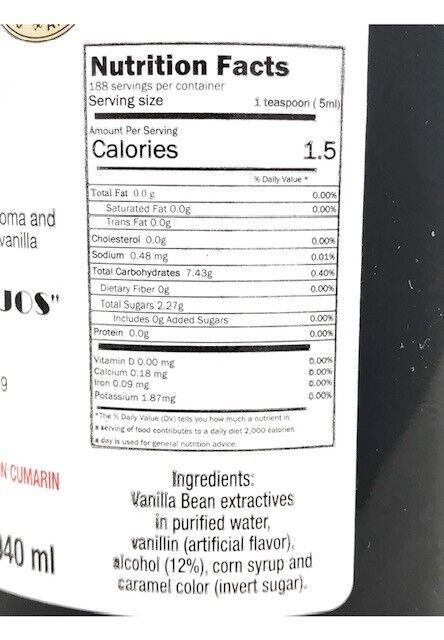 Nutrition Facts
188 servings per container
Serving size 1 teaspoon ( 5ml)
Amount Per Serving
Calories 1.5
% Daily Value *
Total Fat 0.0 g 0.00%
Saturated Fat 0.0g 0.00%
Trans Fat 0.0g
Cholesterol 0.0g 0.00%
Sodium 0.48 mg 0.01%
Total Carbohydrates 7.43g 0.40%
Dietary Fiber 0g 0.00%
Total Sugars 2.27g
Includes 0g Added Sugars 0.00%
Protein 0.0g 0.00%
Vitamin D 0.00 mg 0.00%
Calcium 0.18 mg 0.00%
Iron 0.09 mg 0.00%
Potassium 1.87mg 0.00%
*The % Daily Value (DV) tells you how much a nutrient in
a serving of food contributes to a daily diet 2,000 calories
a day is used for general nutrition advice.
oma and
vanilla
JOS"
9
N CUMARIN
940 ml
Ingredients:
Vanilla Bean extractives
in purified water,
vanillin (artificial flavor),
alcohol (12%), corn syrup and
caramel color (invert sugar).